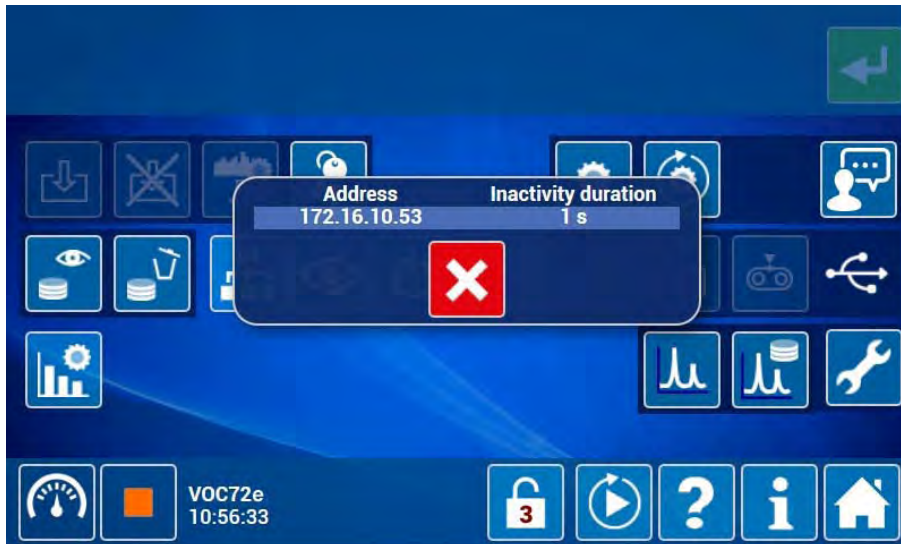 Address Inactivity duration
172.16.10.53 1 s
VOC72e
10:56:33
3
?
i